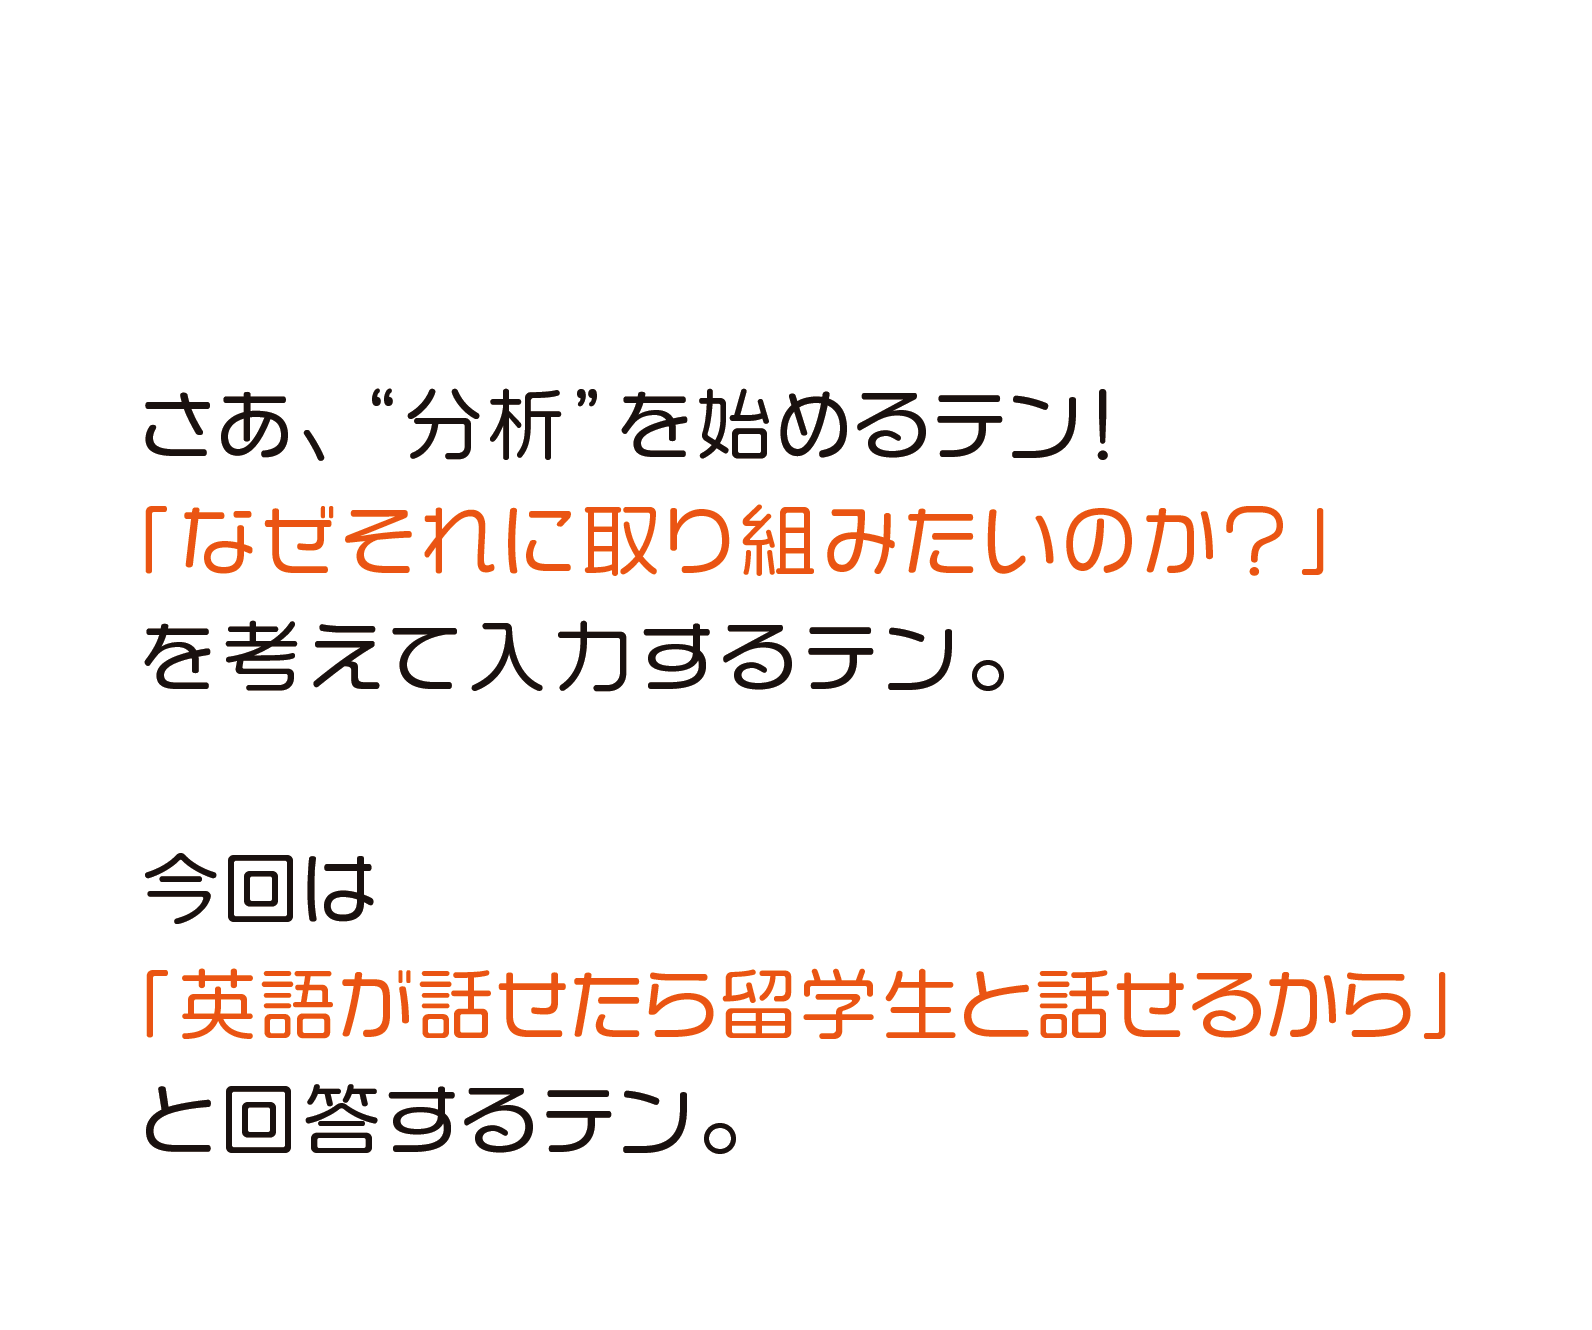 さあ、“分析”を始めるテン!
「なぜそれに取り組みたいのか?」
を考えて入力するテン。
今回は
「英語が話せたら留学生と話せるから」
と回答するテン。